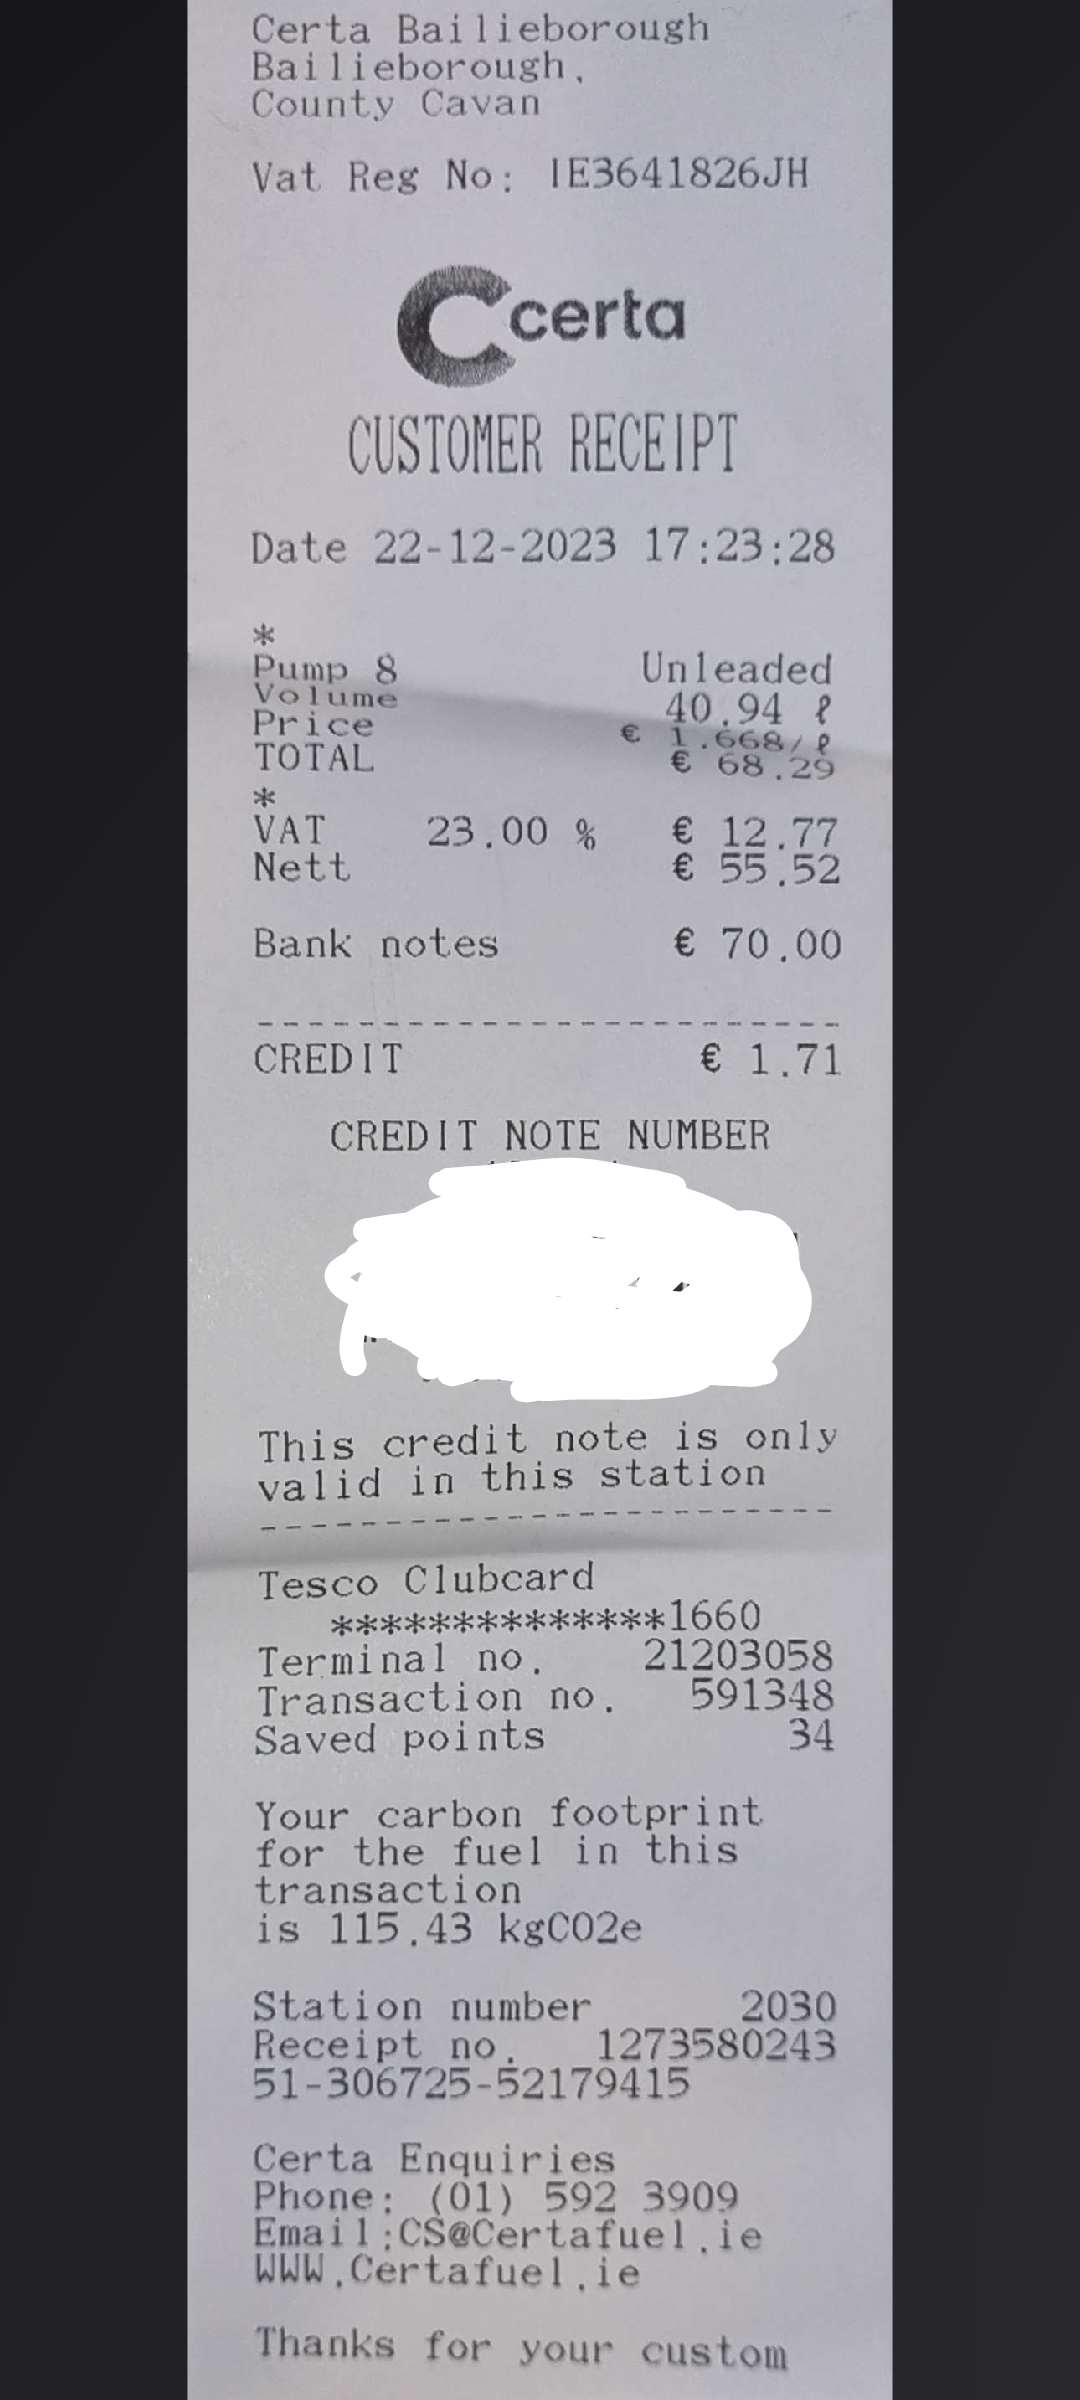 Certa Bailieborough
Bailieborough,
County Cavan
Vat Reg No: IE3641826JH
certa
CUSTOMER RECEIPT
Date 22-12-2023 17:23:28
*
Pump 8 Unleaded
Volume 40.94 ℓ
Price € 1.668/ℓ
TOTAL € 68.29
*
VAT 23.00 % € 12.77
Nett € 55.52
Bank notes € 70.00
------------------------
CREDIT € 1.71
CREDIT NOTE NUMBER
This credit note is only
valid in this station
------------------------
Tesco Clubcard
**************1660
Terminal no. 21203058
Transaction no. 591348
Saved points 34
Your carbon footprint
for the fuel in this
transaction
is 115.43 kgCO2e
Station number 2030
Receipt no. 1273580243
51-306725-52179415
Certa Enquiries
Phone: (01) 592 3909
Email:CS@Certafuel.ie
WWW.Certafuel.ie
Thanks for your custom